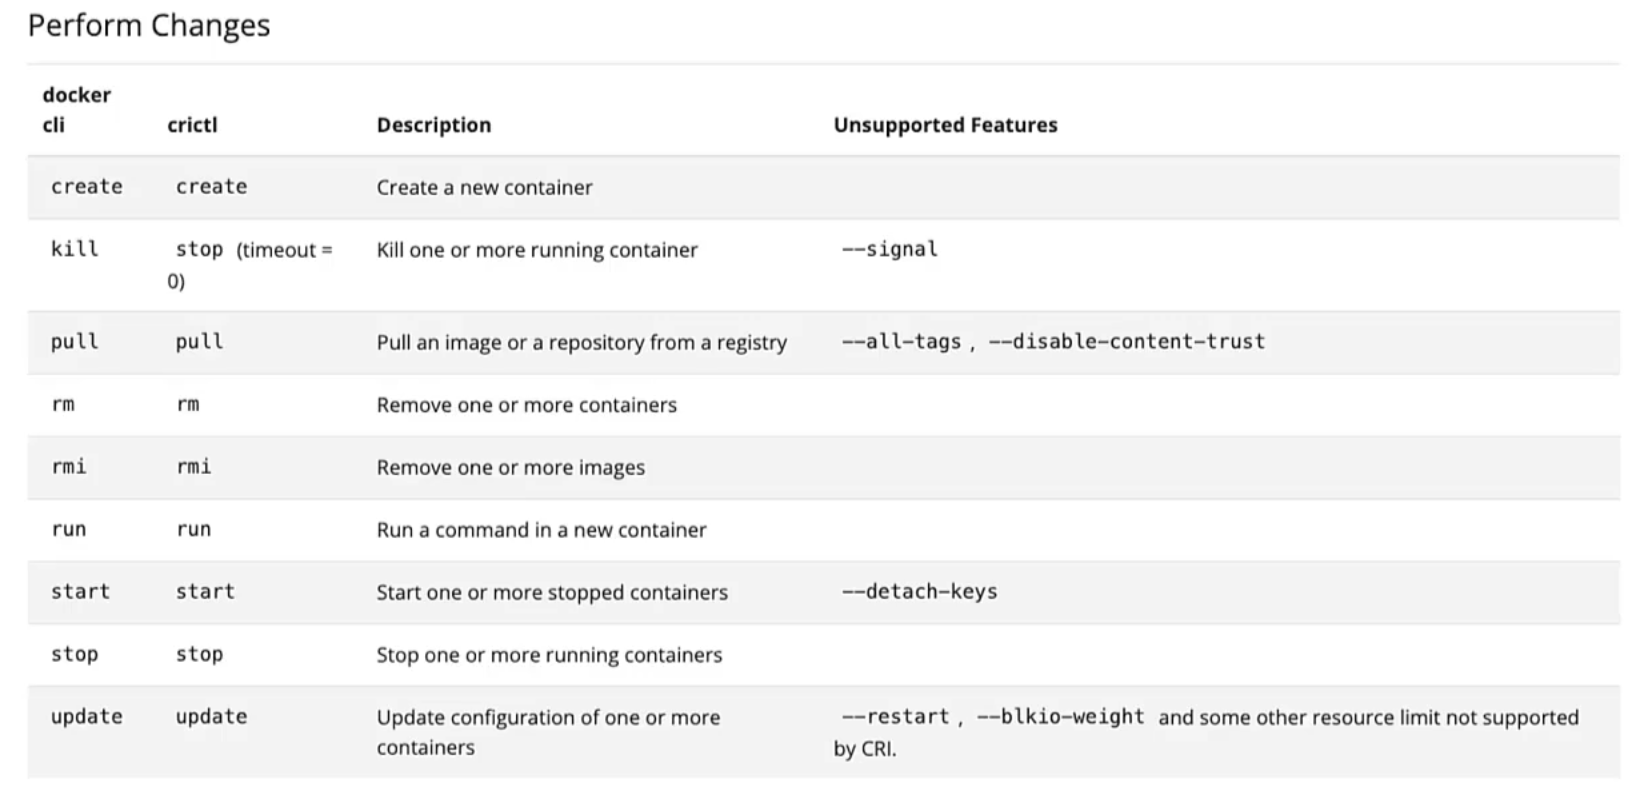 Perform Changes
docker
cli crictl Description Unsupported Features
create create Create a new container
kill stop (timeout = Kill one or more running container --signal
0)
pull pull Pull an image or a repository from a registry --all-tags , --disable-content-trust
rm rm Remove one or more containers
rmi rmi Remove one or more images
run run Run a command in a new container
start start Start one or more stopped containers --detach-keys
stop stop Stop one or more running containers
update update Update configuration of one or more --restart , --blkio-weight and some other resource limit not supported
containers by CRI.